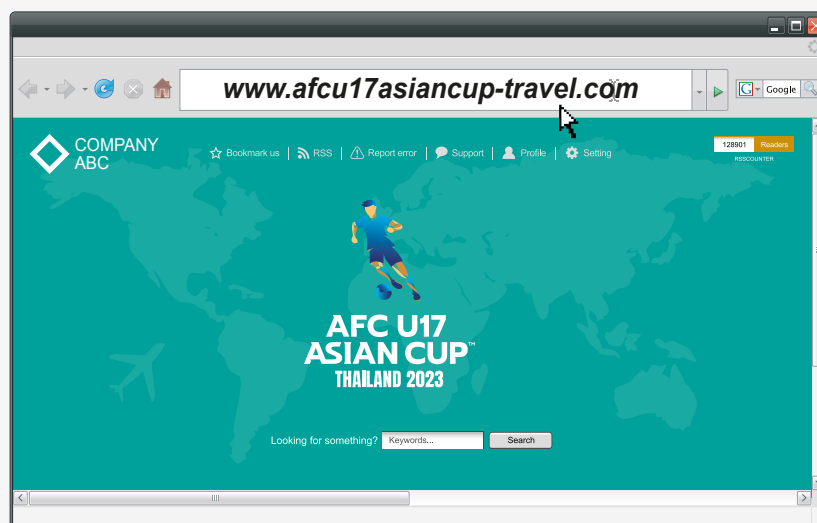 www.afcu17asiancup-travel.com
G Google
COMPANY
ABC
Bookmark us | RSS | Report error | Support | Profile | Setting
128901 Readers
RSSCOUNTER
AFC U17
ASIAN CUP™
THAILAND 2023
Looking for something? Keywords... Search